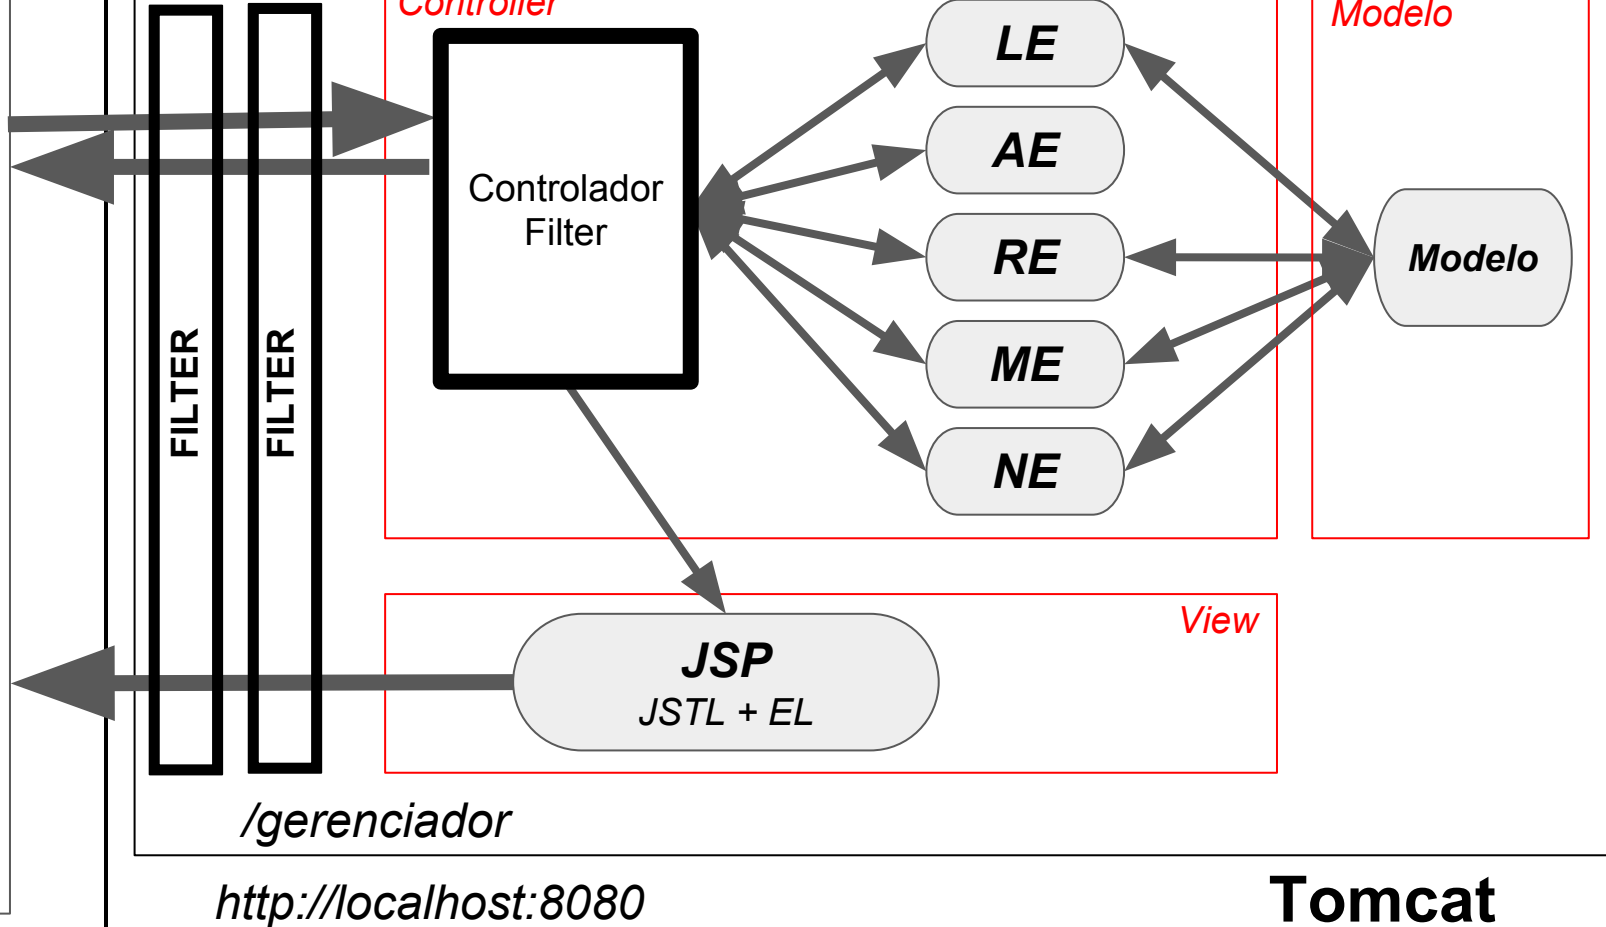 Controller
Modelo
LE
AE
RE
ME
NE
Controlador
Filter
Modelo
FILTER
FILTER
View
JSP
JSTL + EL
/gerenciador
http://localhost:8080
Tomcat